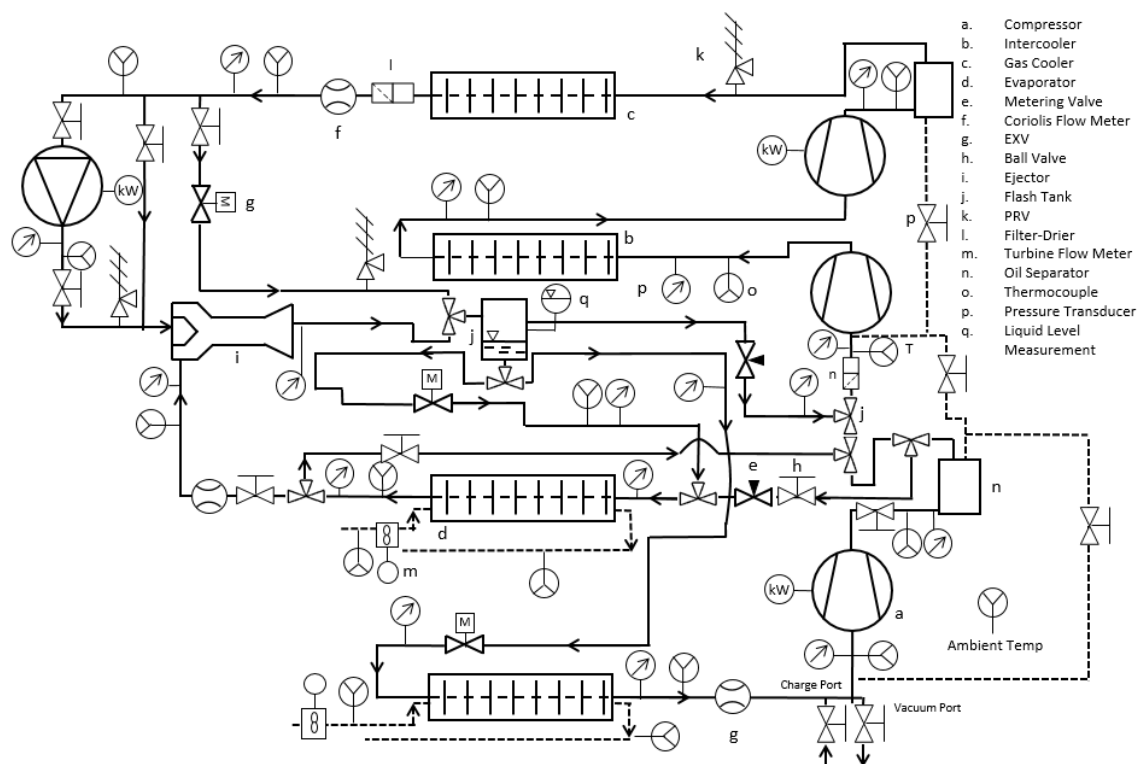 a. Compressor
b. Intercooler
c. Gas Cooler
d. Evaporator
e. Metering Valve
f. Coriolis Flow Meter
g. EXV
h. Ball Valve
i. Ejector
j. Flash Tank
k. PRV
l. Filter-Drier
m. Turbine Flow Meter
n. Oil Separator
o. Thermocouple
p. Pressure Transducer
q. Liquid Level
Measurement
k
l
f
c
kW
kW
M
g
p
b
p
o
q
j
i
T
n
M
j
e
h
n
d
m
kW
a
M
Ambient Temp
Charge Port
Vacuum Port
g